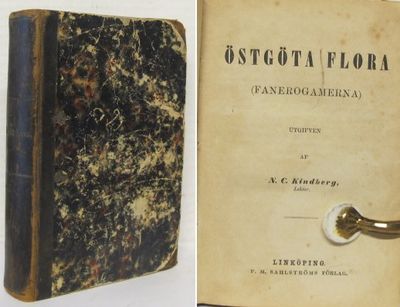 ÖSTGÖTA FLORA
(FANEROGAMERNA)
UTGIFVEN
AF
N. C. Kindberg,
Lektor.
LINKÖPING.
P. M. SAHLSTRÖMS FÖRLAG.